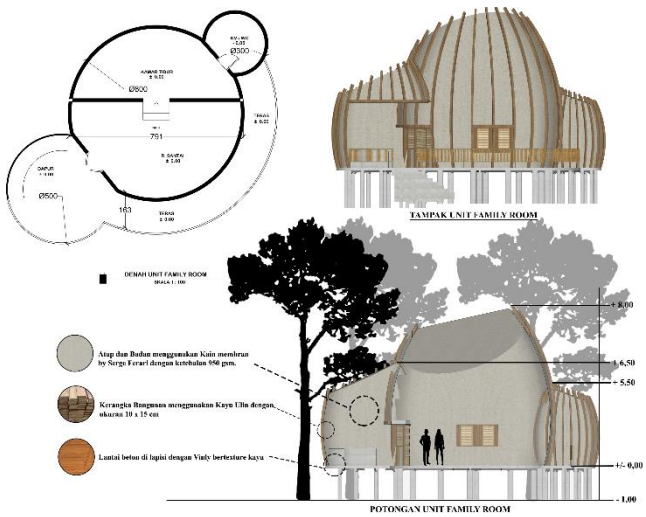 KM/WC
- 0.05
Ø300
KAMAR TIDUR
± 0.00
Ø800
791
R. SANTAI
± 0.00
TERAS
± 0.00
DAPUR
± 0.00
Ø500
163
TERAS
± 0.00
DENAH UNIT FAMILY ROOM
SKALA 1 : 100
TAMPAK UNIT FAMILY ROOM
+ 8,00
+ 6,50
+ 5,50
+/- 0,00
- 1,00
Atap dan Badan menggunakan Kain membran
by Serge Ferari dengan ketebalan 950 gsm.
Kerangka Bangunan menggunakan Kayu Ulin dengan
ukuran 10 x 15 cm
Lantai beton di lapisi dengan Vinly bertexture kayu
POTONGAN UNIT FAMILY ROOM